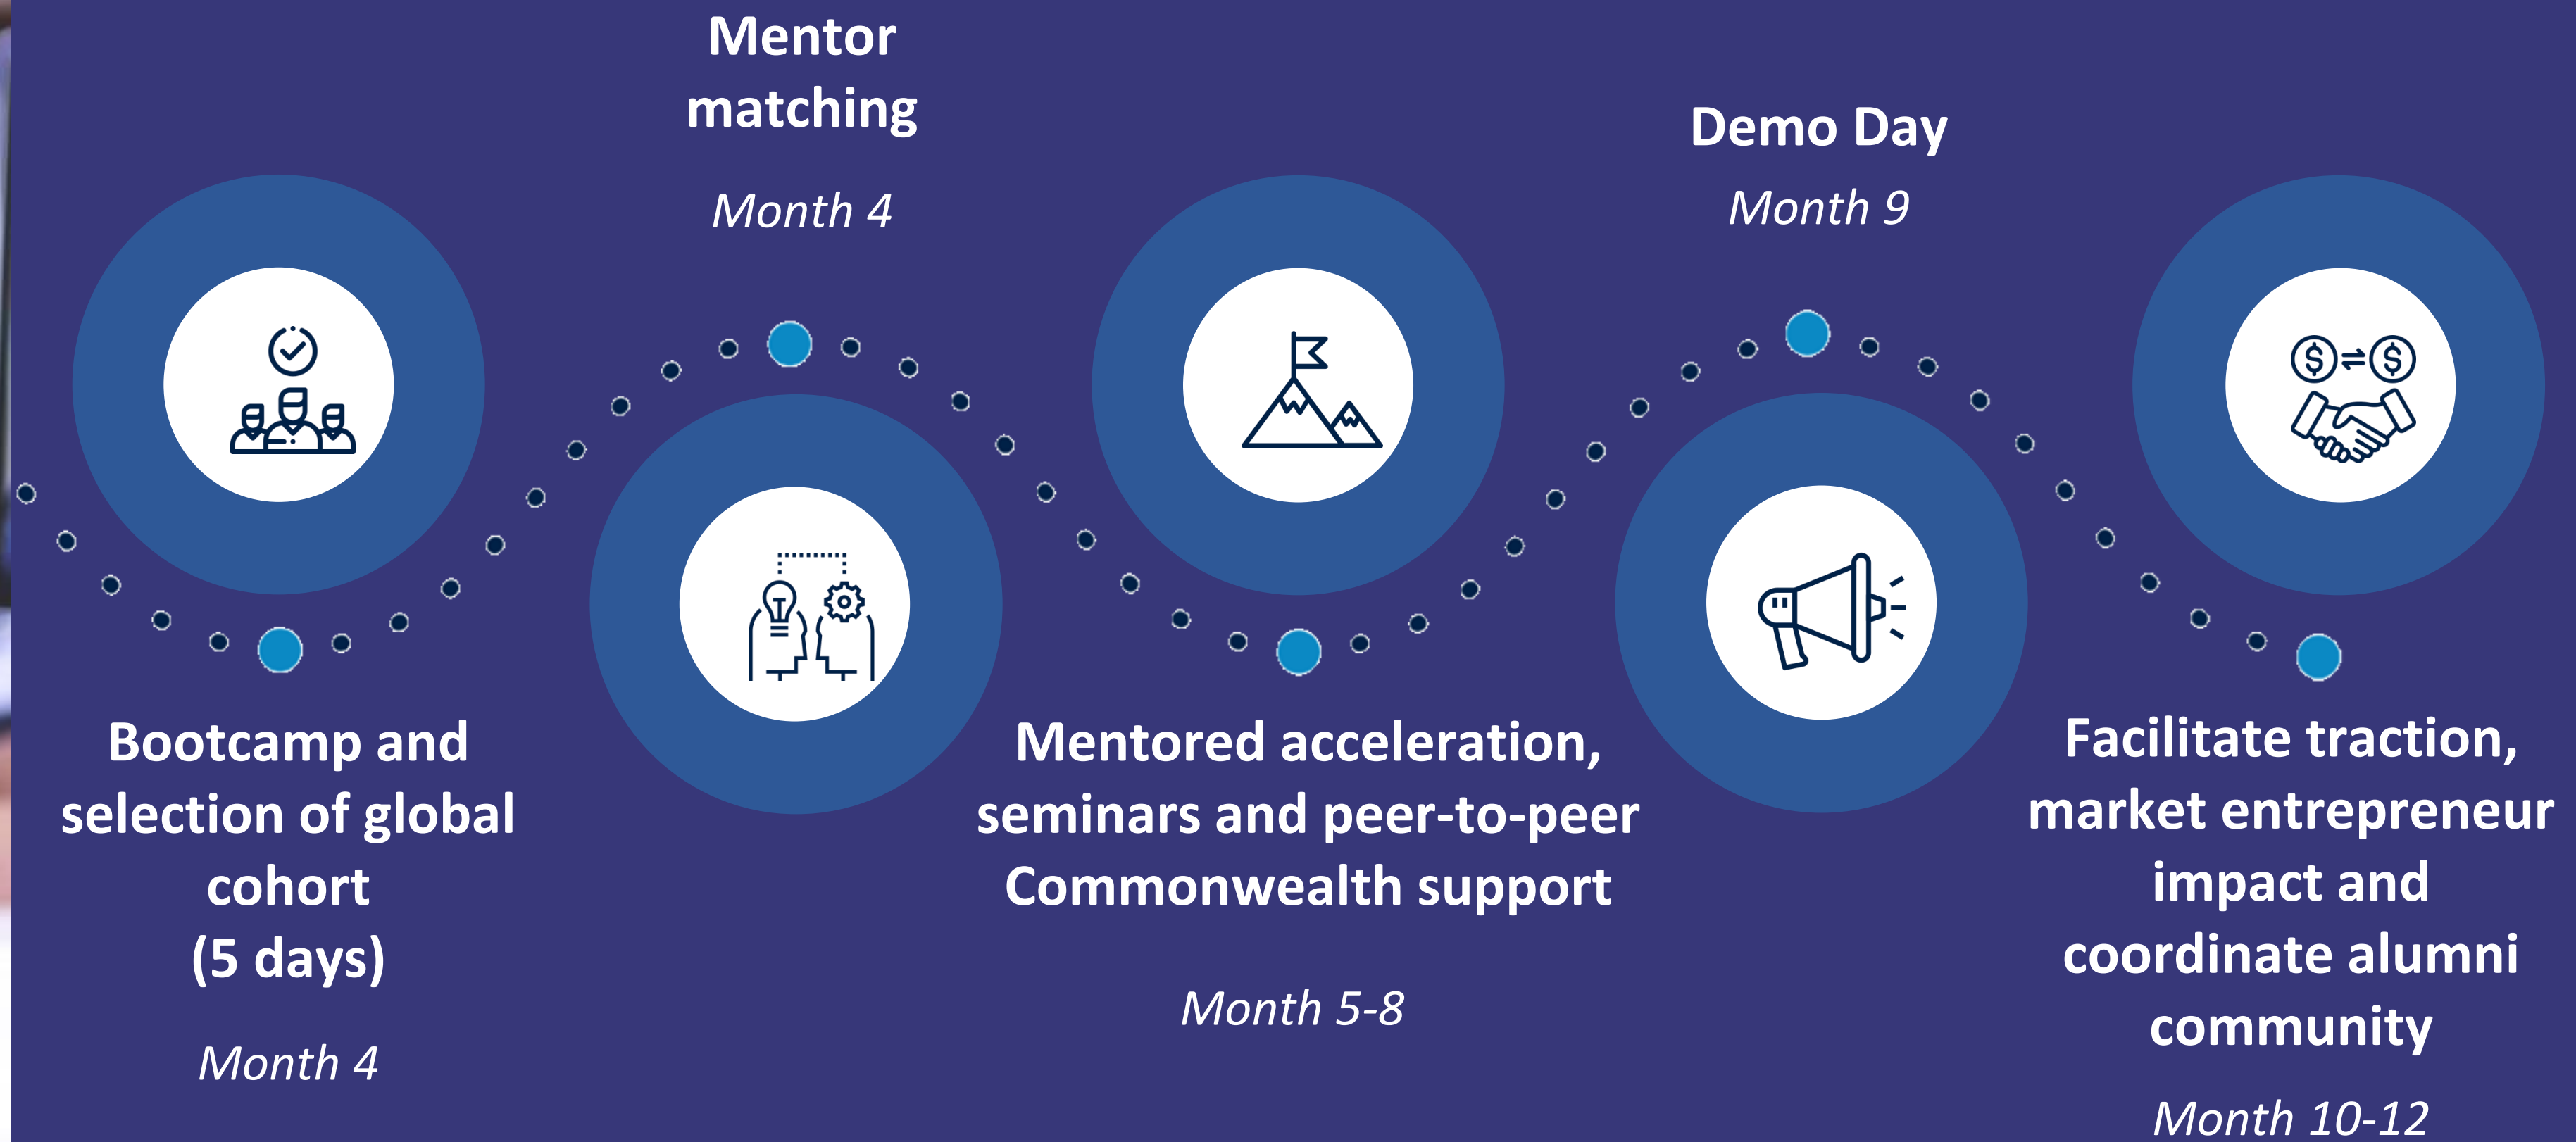 Bootcamp and
selection of global
cohort
(5 days)
Month 4
Mentor
matching
Month 4
Mentored acceleration,
seminars and peer-to-peer
Commonwealth support
Month 5-8
Demo Day
Month 9
Facilitate traction,
market entrepreneur
impact and
coordinate alumni
community
Month 10-12